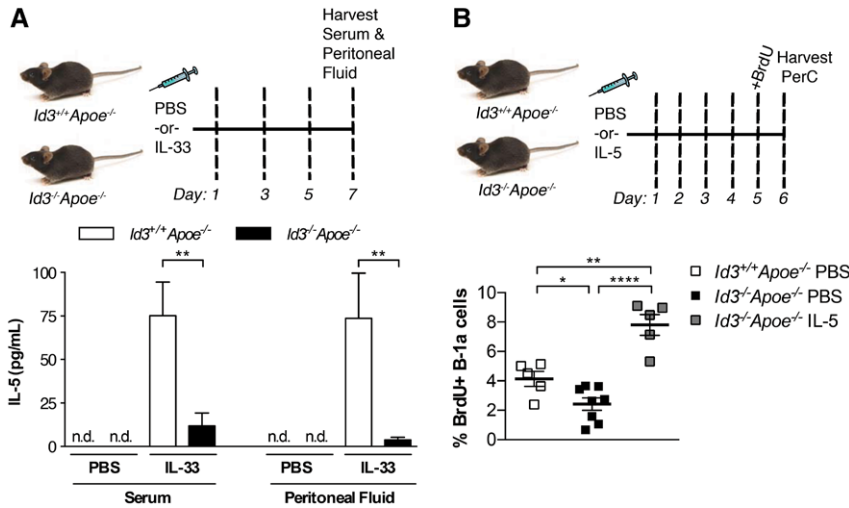 A
Harvest
Serum &
Peritoneal
Fluid
Id3+/+Apoe-/-
PBS
-or-
IL-33
Id3-/-Apoe-/-
Day: 1 3 5 7
Id3+/+Apoe-/- Id3-/-Apoe-/-
** **
100
75
50
25
0
IL-5 (pg/mL)
n.d. n.d. n.d. n.d.
PBS IL-33 PBS IL-33
Serum Peritoneal Fluid
B
+BrdU
Harvest
PerC
Id3+/+Apoe-/-
PBS
-or-
IL-5
Id3-/-Apoe-/-
Day: 1 2 3 4 5 6
**
* ****
Id3+/+Apoe-/- PBS
Id3-/-Apoe-/- PBS
Id3-/-Apoe-/- IL-5
10
8
6
4
2
0
% BrdU+ B-1a cells